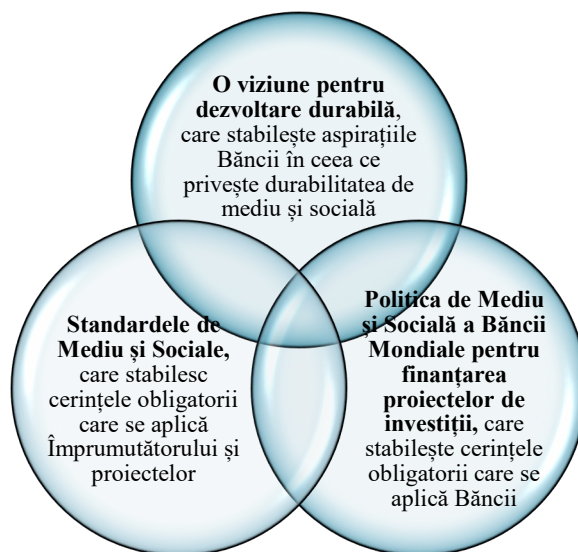 O viziune pentru
dezvoltare durabilă,
care stabilește aspirațiile
Băncii în ceea ce
privește durabilitatea de
mediu și socială
Standardele de
Mediu și Sociale,
care stabilesc
cerințele obligatorii
care se aplică
Împrumutătorului și
proiectelor
Politica de Mediu
și Socială a Băncii
Mondiale pentru
finanțarea
proiectelor de
investiții, care
stabilește cerințele
obligatorii care se
aplică Băncii